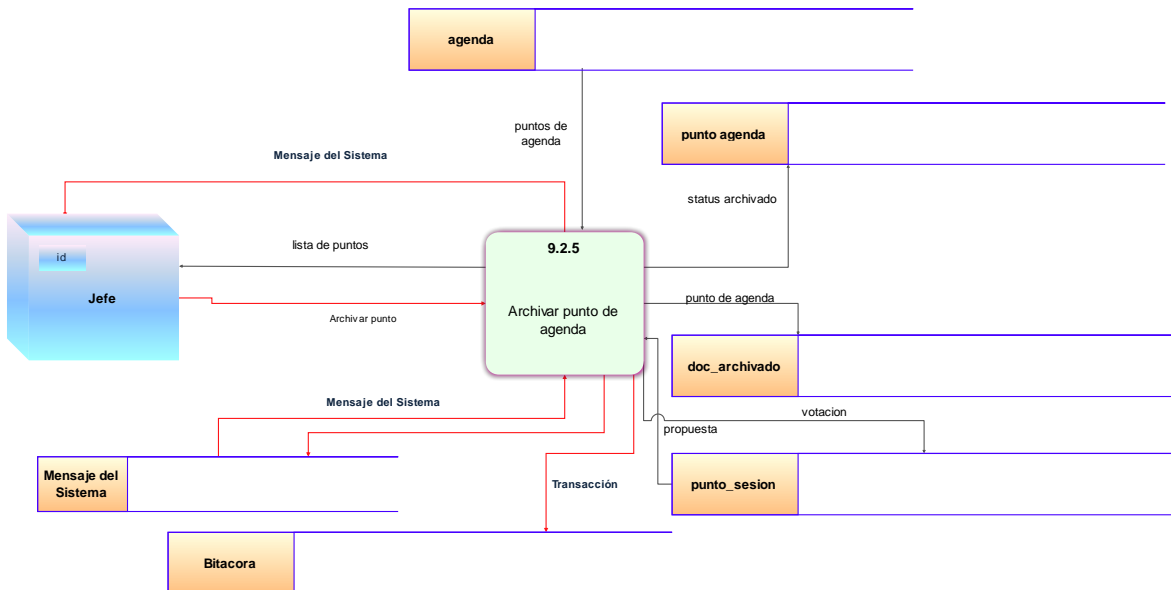 agenda
puntos de
agenda
punto agenda
Mensaje del Sistema
status archivado
id
Jefe
lista de puntos
Archivar punto
9.2.5
Archivar punto de
agenda
punto de agenda
doc_archivado
Mensaje del Sistema
votacion
propuesta
Mensaje del
Sistema
Transacción
punto_sesion
Bitacora